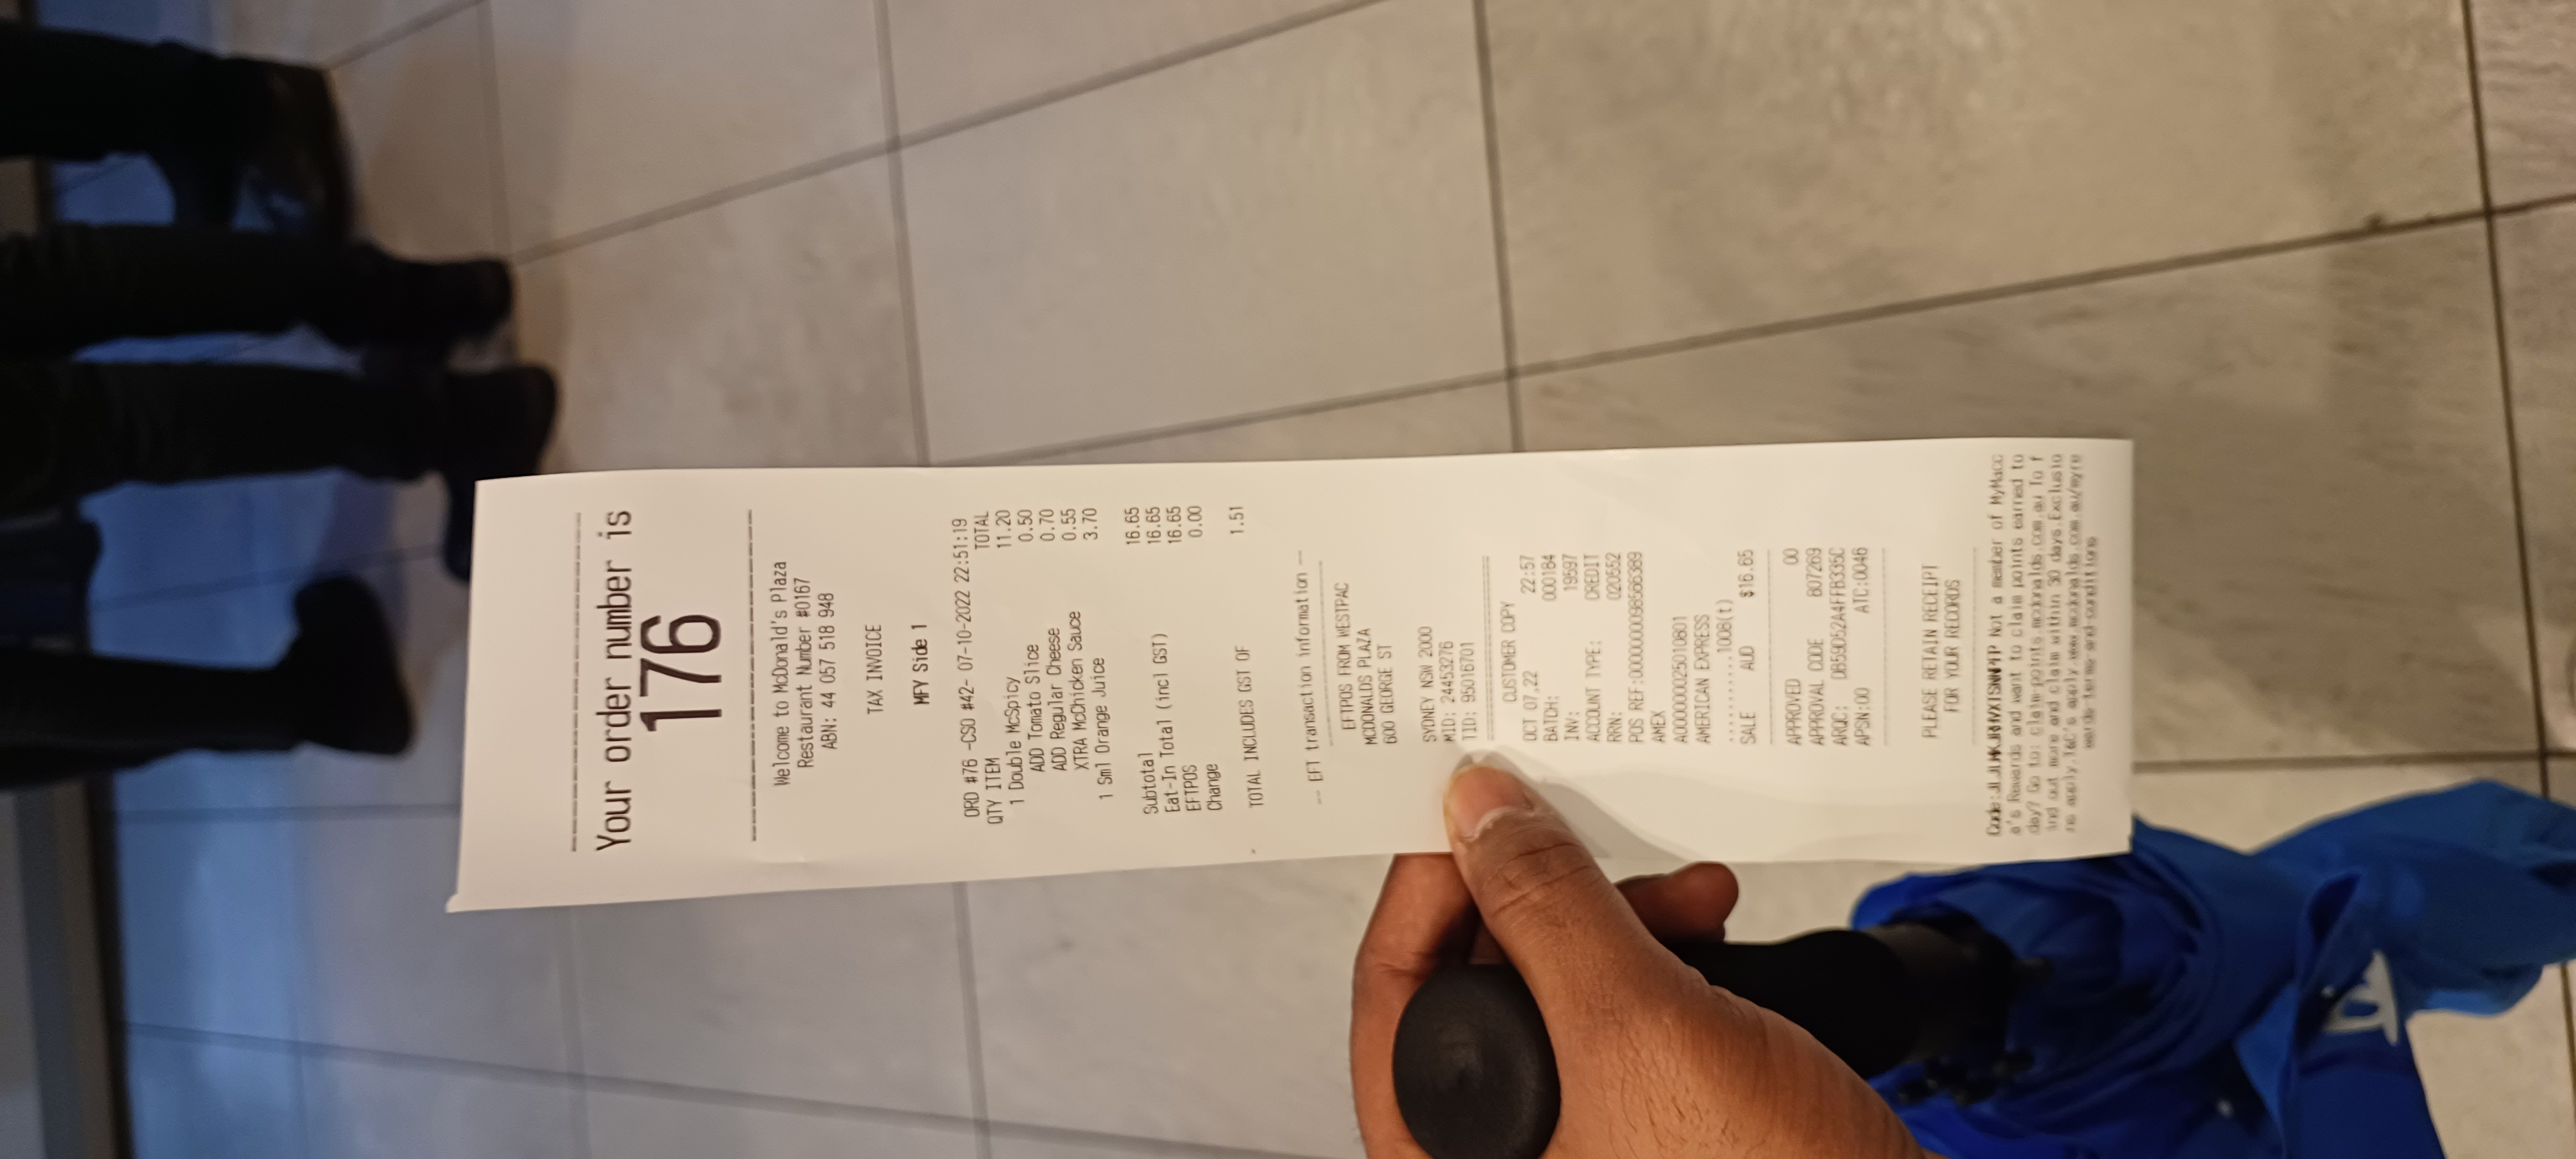 Your order number is
176
Welcome to McDonald's Plaza
Restaurant Number #0167
ABN: 44 057 518 948
TAX INVOICE
MFY Side 1
ORD #76 -CSO #42- 07-10-2022 22:51:19
QTY ITEM TOTAL
1 Double McSpicy 11.20
ADD Tomato Slice 0.50
ADD Regular Cheese 0.70
XTRA McChicken Sauce 0.55
1 Sml Orange Juice 3.70
Subtotal 16.65
Eat-In Total (incl GST) 16.65
EFTPOS 16.65
Change 0.00
TOTAL INCLUDES GST OF 1.51
-- EFT transaction information --
EFTPOS FROM WESTPAC
MCDONALDS PLAZA
600 GEORGE ST
SYDNEY NSW 2000
MID: 24453276
TID: 95016701
CUSTOMER COPY
OCT 07,22 22:57
BATCH: 000184
INV: 19597
ACCOUNT TYPE: CREDIT
RRN: 020552
POS REF:
AMEX
A000000025010801
AMERICAN EXPRESS
...........1008(t)
SALE AUD $16.65
APPROVED 00
APPROVAL CODE 807269
ARQC: DB59D52A4FFB335C
APSN:00 ATC:0046
PLEASE RETAIN RECEIPT
FOR YOUR RECORDS
Not a member of MyMacc
a's Rewards and want to claim points earned to
day? Go to: claim-points.mcdonalds.com.au To f
ind out more and claim within 30 days.Exclusio
ns apply.T&C's apply.www.mcdonalds.com.au/myre
wards-terms-and-conditions